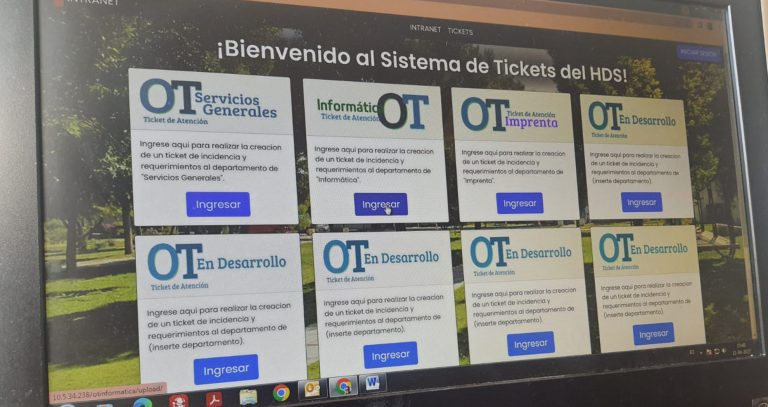 INTRANET
INTRANET TICKETS
INICIAR SESIÓN
¡Bienvenido al Sistema de Tickets del HDS!
OT Servicios Generales
Ticket de Atención
Ingrese aqui para realizar la creacion
de un ticket de incidencia y
requerimientos al departamento de
"Servicios Generales".
Ingresar
Informátic OT
Ticket de Atención
Ingrese aqui para realizar la creacion
de un ticket de incidencia y
requerimientos al departamento de
"Informática".
Ingresar
OT Ticket de Atención
Imprenta
Ingrese aqui para realizar la creacion
de un ticket de incidencia y
requerimientos al departamento de
"Imprenta".
Ingresar
OT En Desarrollo
Ticket de Atención
Ingrese aqui para realizar la creacion
de un ticket de incidencia y
requerimientos al departamento de
(inserte departamento).
Ingresar
OT En Desarrollo
Ticket de Atención
Ingrese aqui para realizar la creacion
de un ticket de incidencia y
requerimientos al departamento de
(inserte departamento).
Ingresar
OT En Desarrollo
Ticket de Atención
Ingrese aqui para realizar la creacion
de un ticket de incidencia y
requerimientos al departamento de
(inserte departamento).
Ingresar
OT En Desarrollo
Ticket de Atención
Ingrese aqui para realizar la creacion
de un ticket de incidencia y
requerimientos al departamento de
(inserte departamento).
Ingresar
OT En Desarrollo
Ticket de Atención
Ingrese aqui para realizar la creacion
de un ticket de incidencia y
requerimientos al departamento de
(inserte departamento).
Ingresar
10.5.34.238/otinformatica/upload/